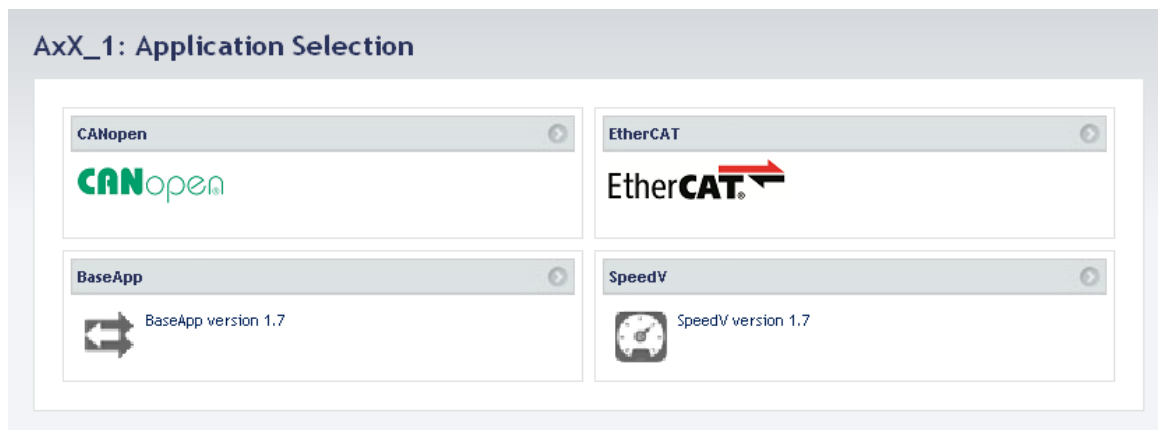 AxX_1: Application Selection
CANopen
EtherCAT
CANopen®
EtherCAT®
BaseApp
SpeedV
BaseApp version 1.7
SpeedV version 1.7